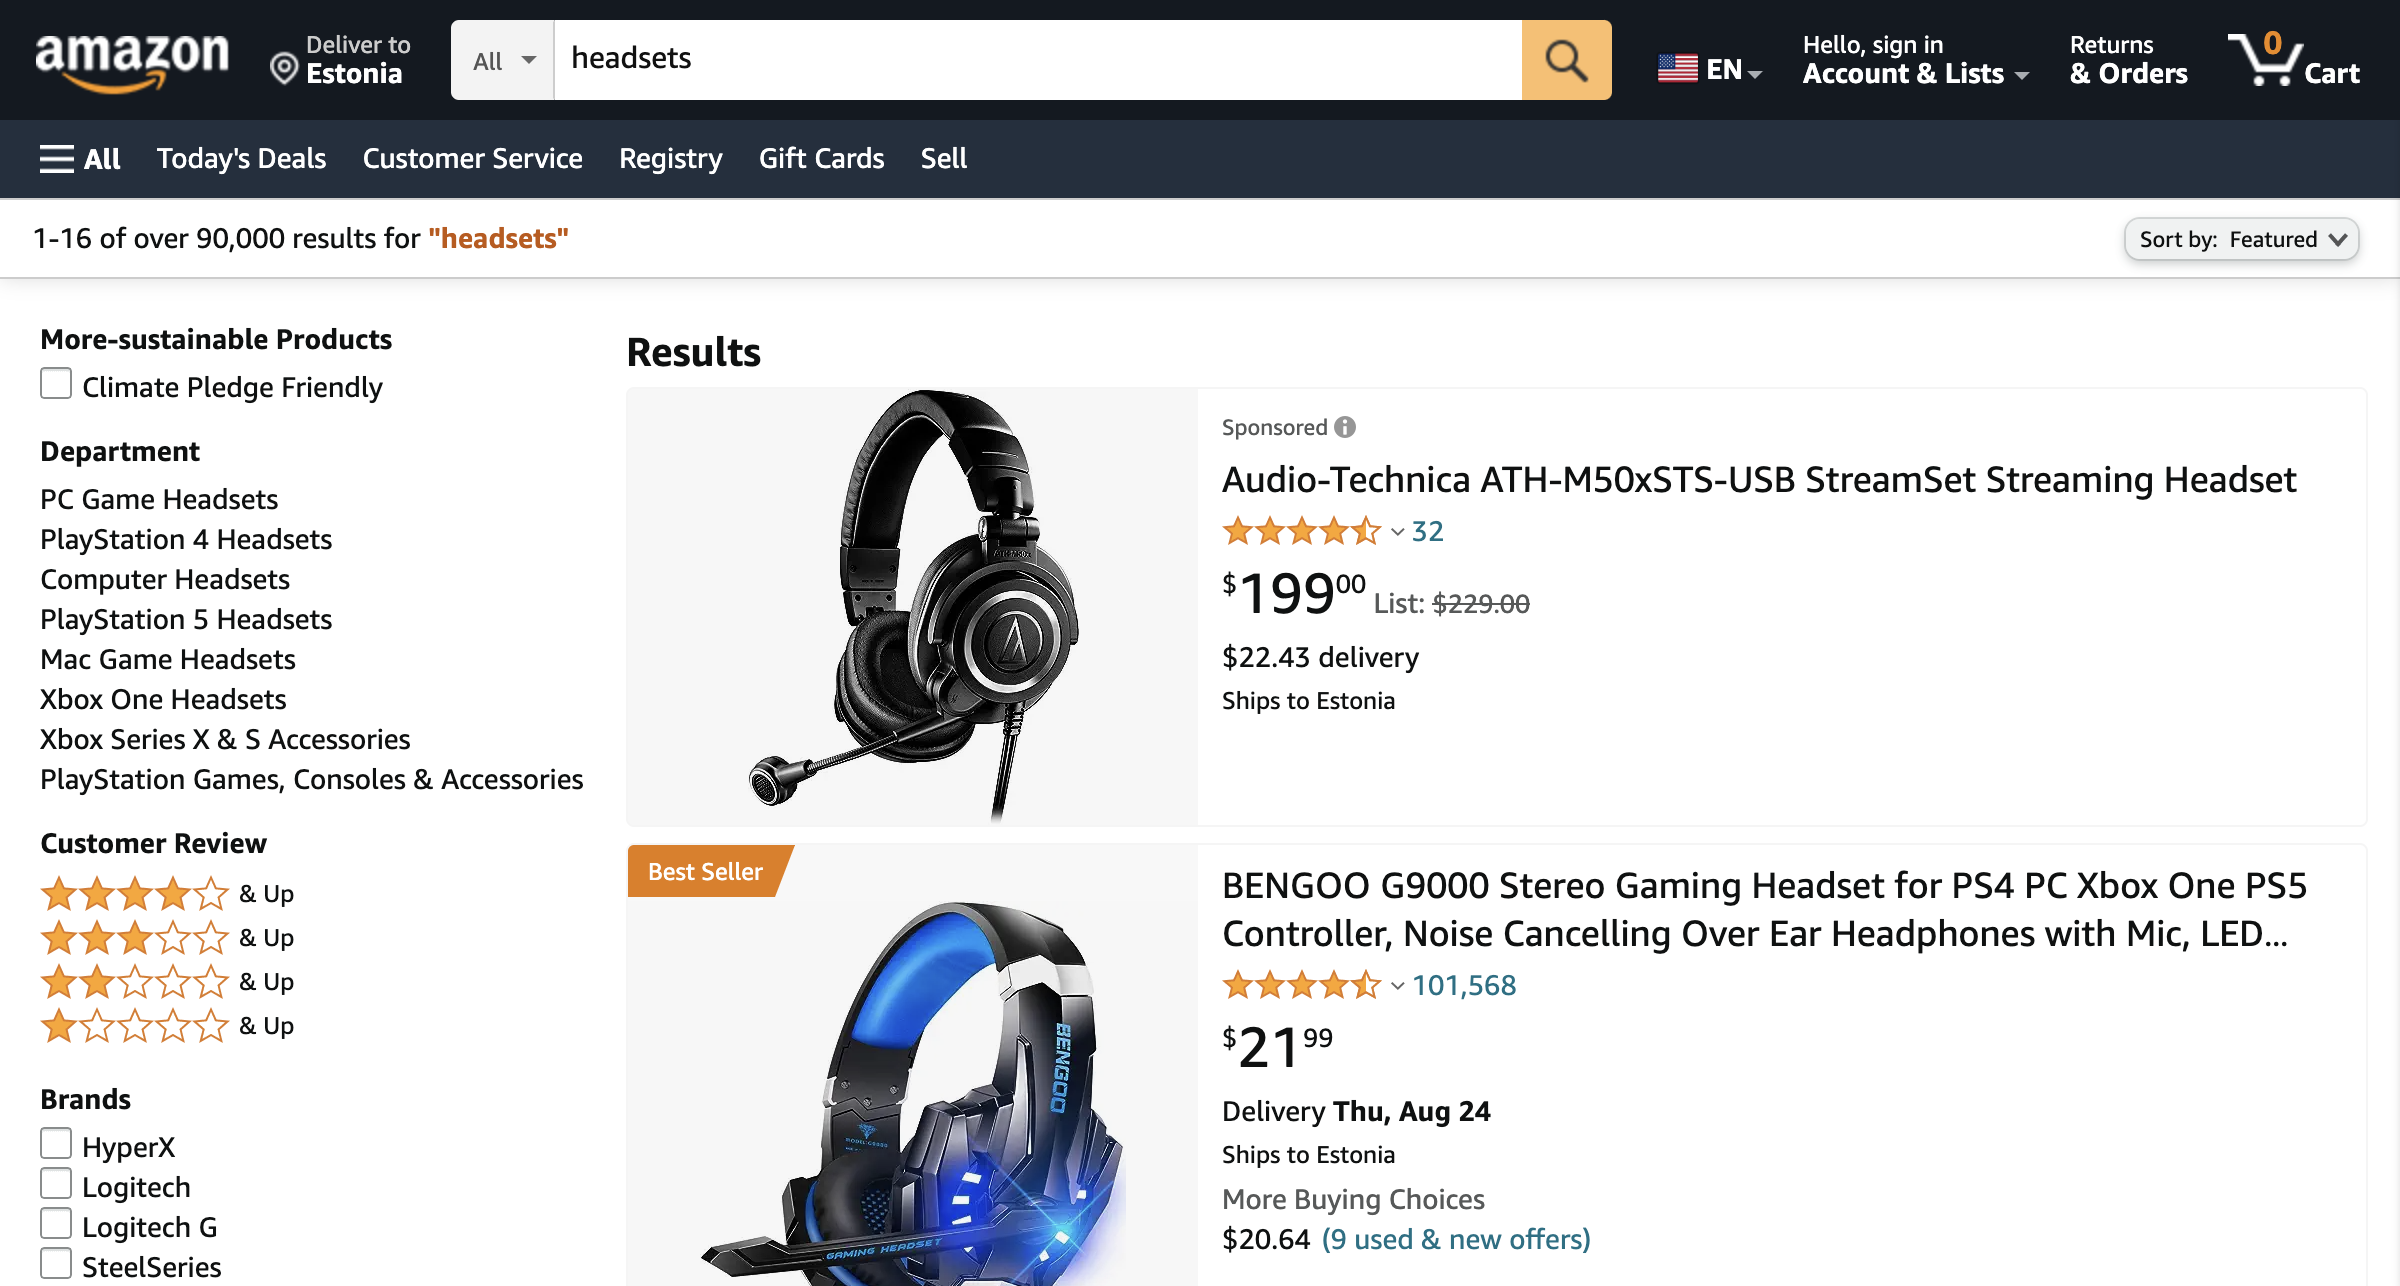 amazon
Deliver to
Estonia
All
headsets
EN
Hello, sign in
Account & Lists
Returns
& Orders
0
Cart
All
Today's Deals
Customer Service
Registry
Gift Cards
Sell
1-16 of over 90,000 results for "headsets"
Sort by: Featured
More-sustainable Products
Climate Pledge Friendly
Department
PC Game Headsets
PlayStation 4 Headsets
Computer Headsets
PlayStation 5 Headsets
Mac Game Headsets
Xbox One Headsets
Xbox Series X & S Accessories
PlayStation Games, Consoles & Accessories
Customer Review
& Up
& Up
& Up
& Up
Brands
HyperX
Logitech
Logitech G
SteelSeries
Results
Sponsored
Audio-Technica ATH-M50xSTS-USB StreamSet Streaming Headset
32
$199.00 List: $229.00
$22.43 delivery
Ships to Estonia
ATH-M50x
Best Seller
BENGOO G9000 Stereo Gaming Headset for PS4 PC Xbox One PS5
Controller, Noise Cancelling Over Ear Headphones with Mic, LED...
101,568
$21.99
Delivery Thu, Aug 24
Ships to Estonia
More Buying Choices
$20.64 (9 used & new offers)
BENGOO
GAMING HEADSET